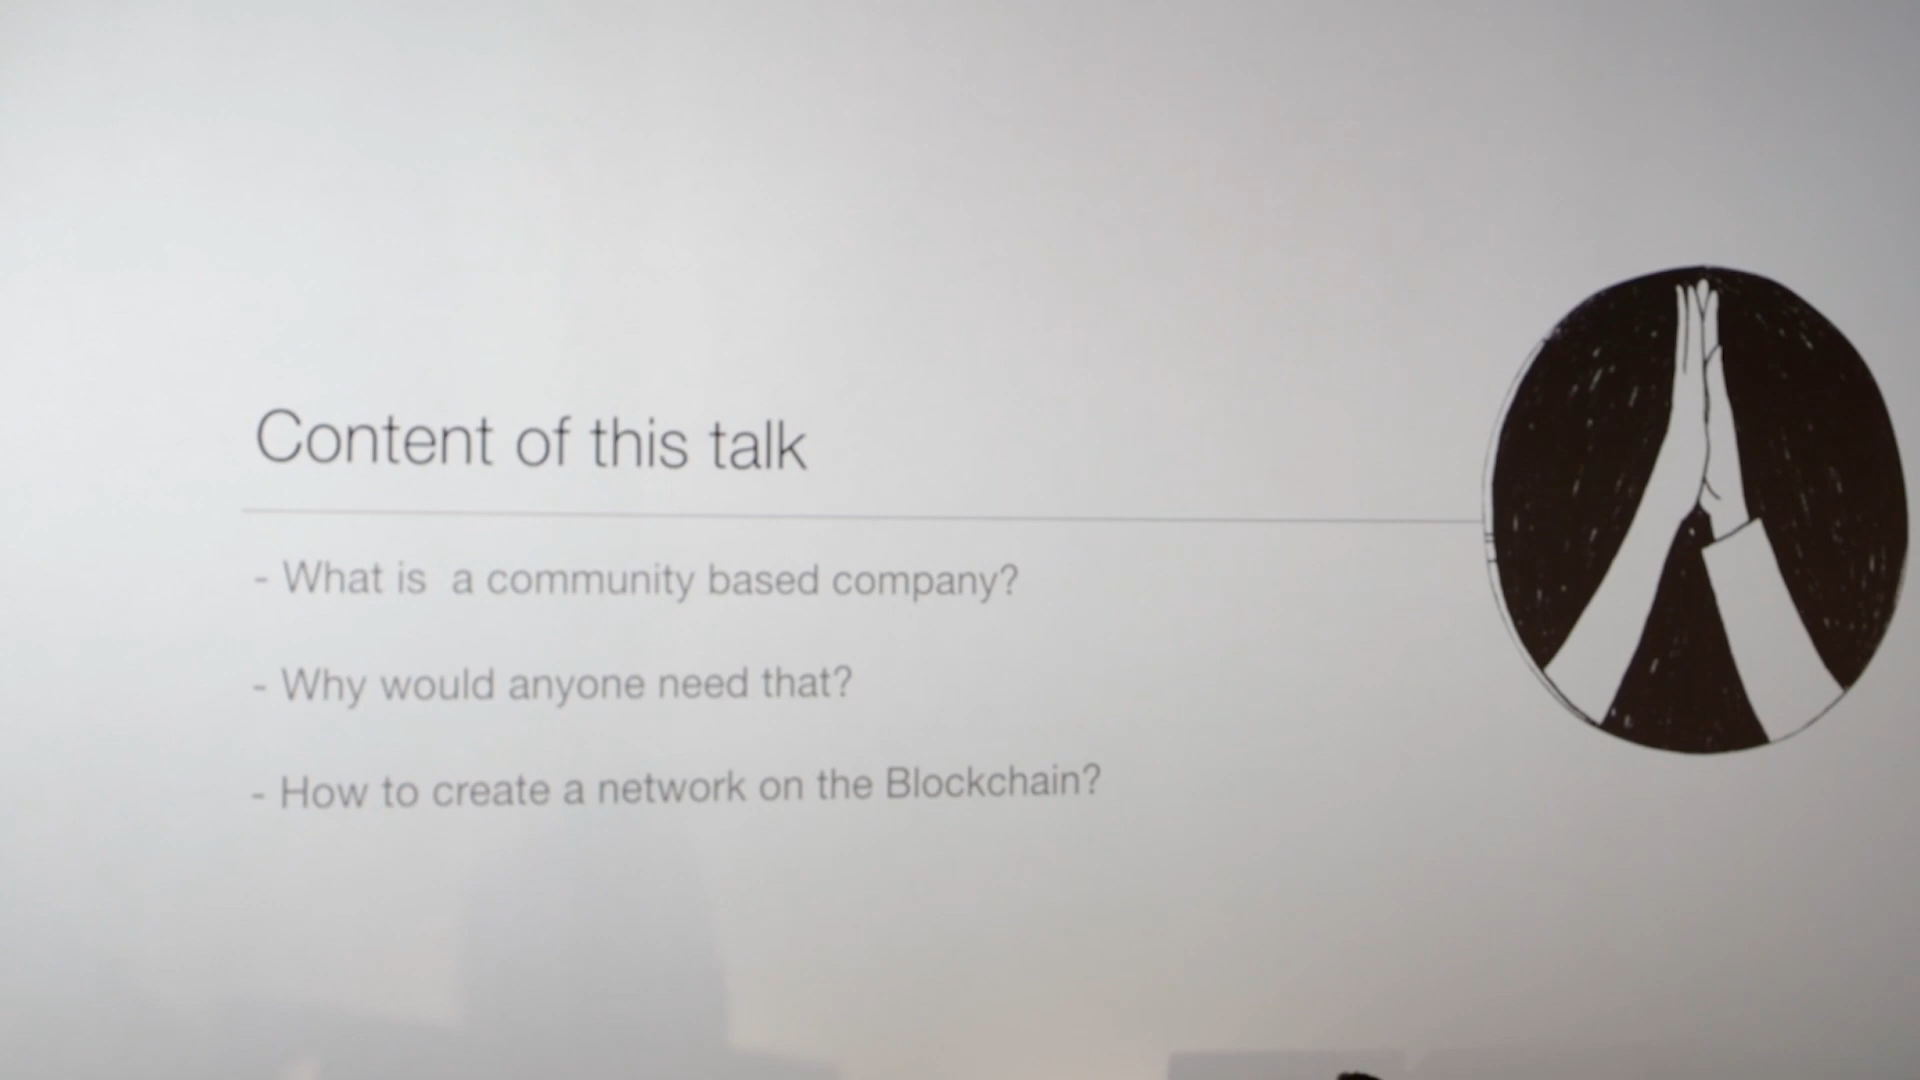 Content of this talk
- What is  a community based company?
- Why would anyone need that?
- How to create a network on the Blockchain?